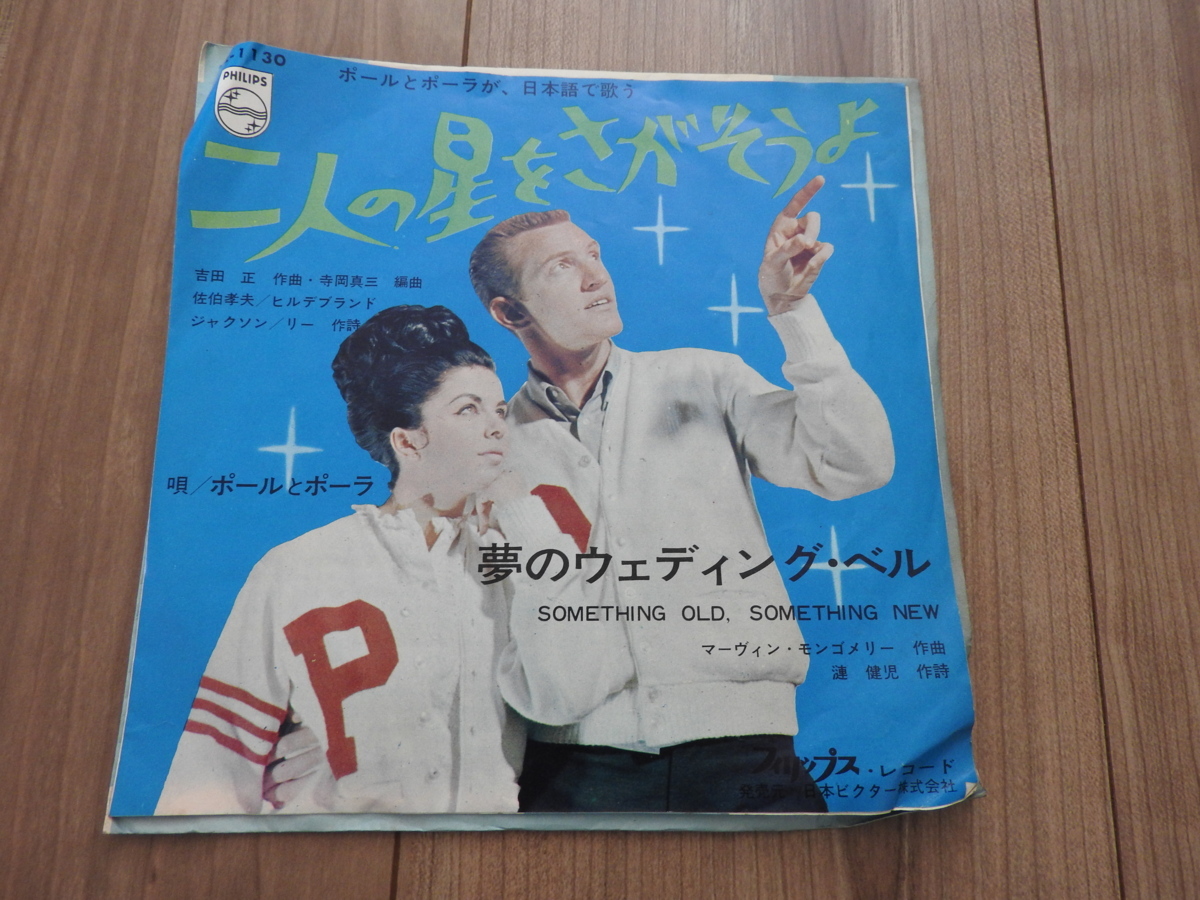 -1130
PHILIPS
ポールとポーラが、日本語で歌う
二人の星をさがそうよ
吉田 正 作曲・寺岡真三 編曲
佐伯孝夫/ヒルデブランド
ジャクソン/リー 作詩
唄/ポールとポーラ
P
夢のウェディング・ベル
SOMETHING OLD, SOMETHING NEW
マーヴィン・モンゴメリー 作曲
漣 健児 作詩
フィリップス・レコード
発売元・日本ビクター株式会社